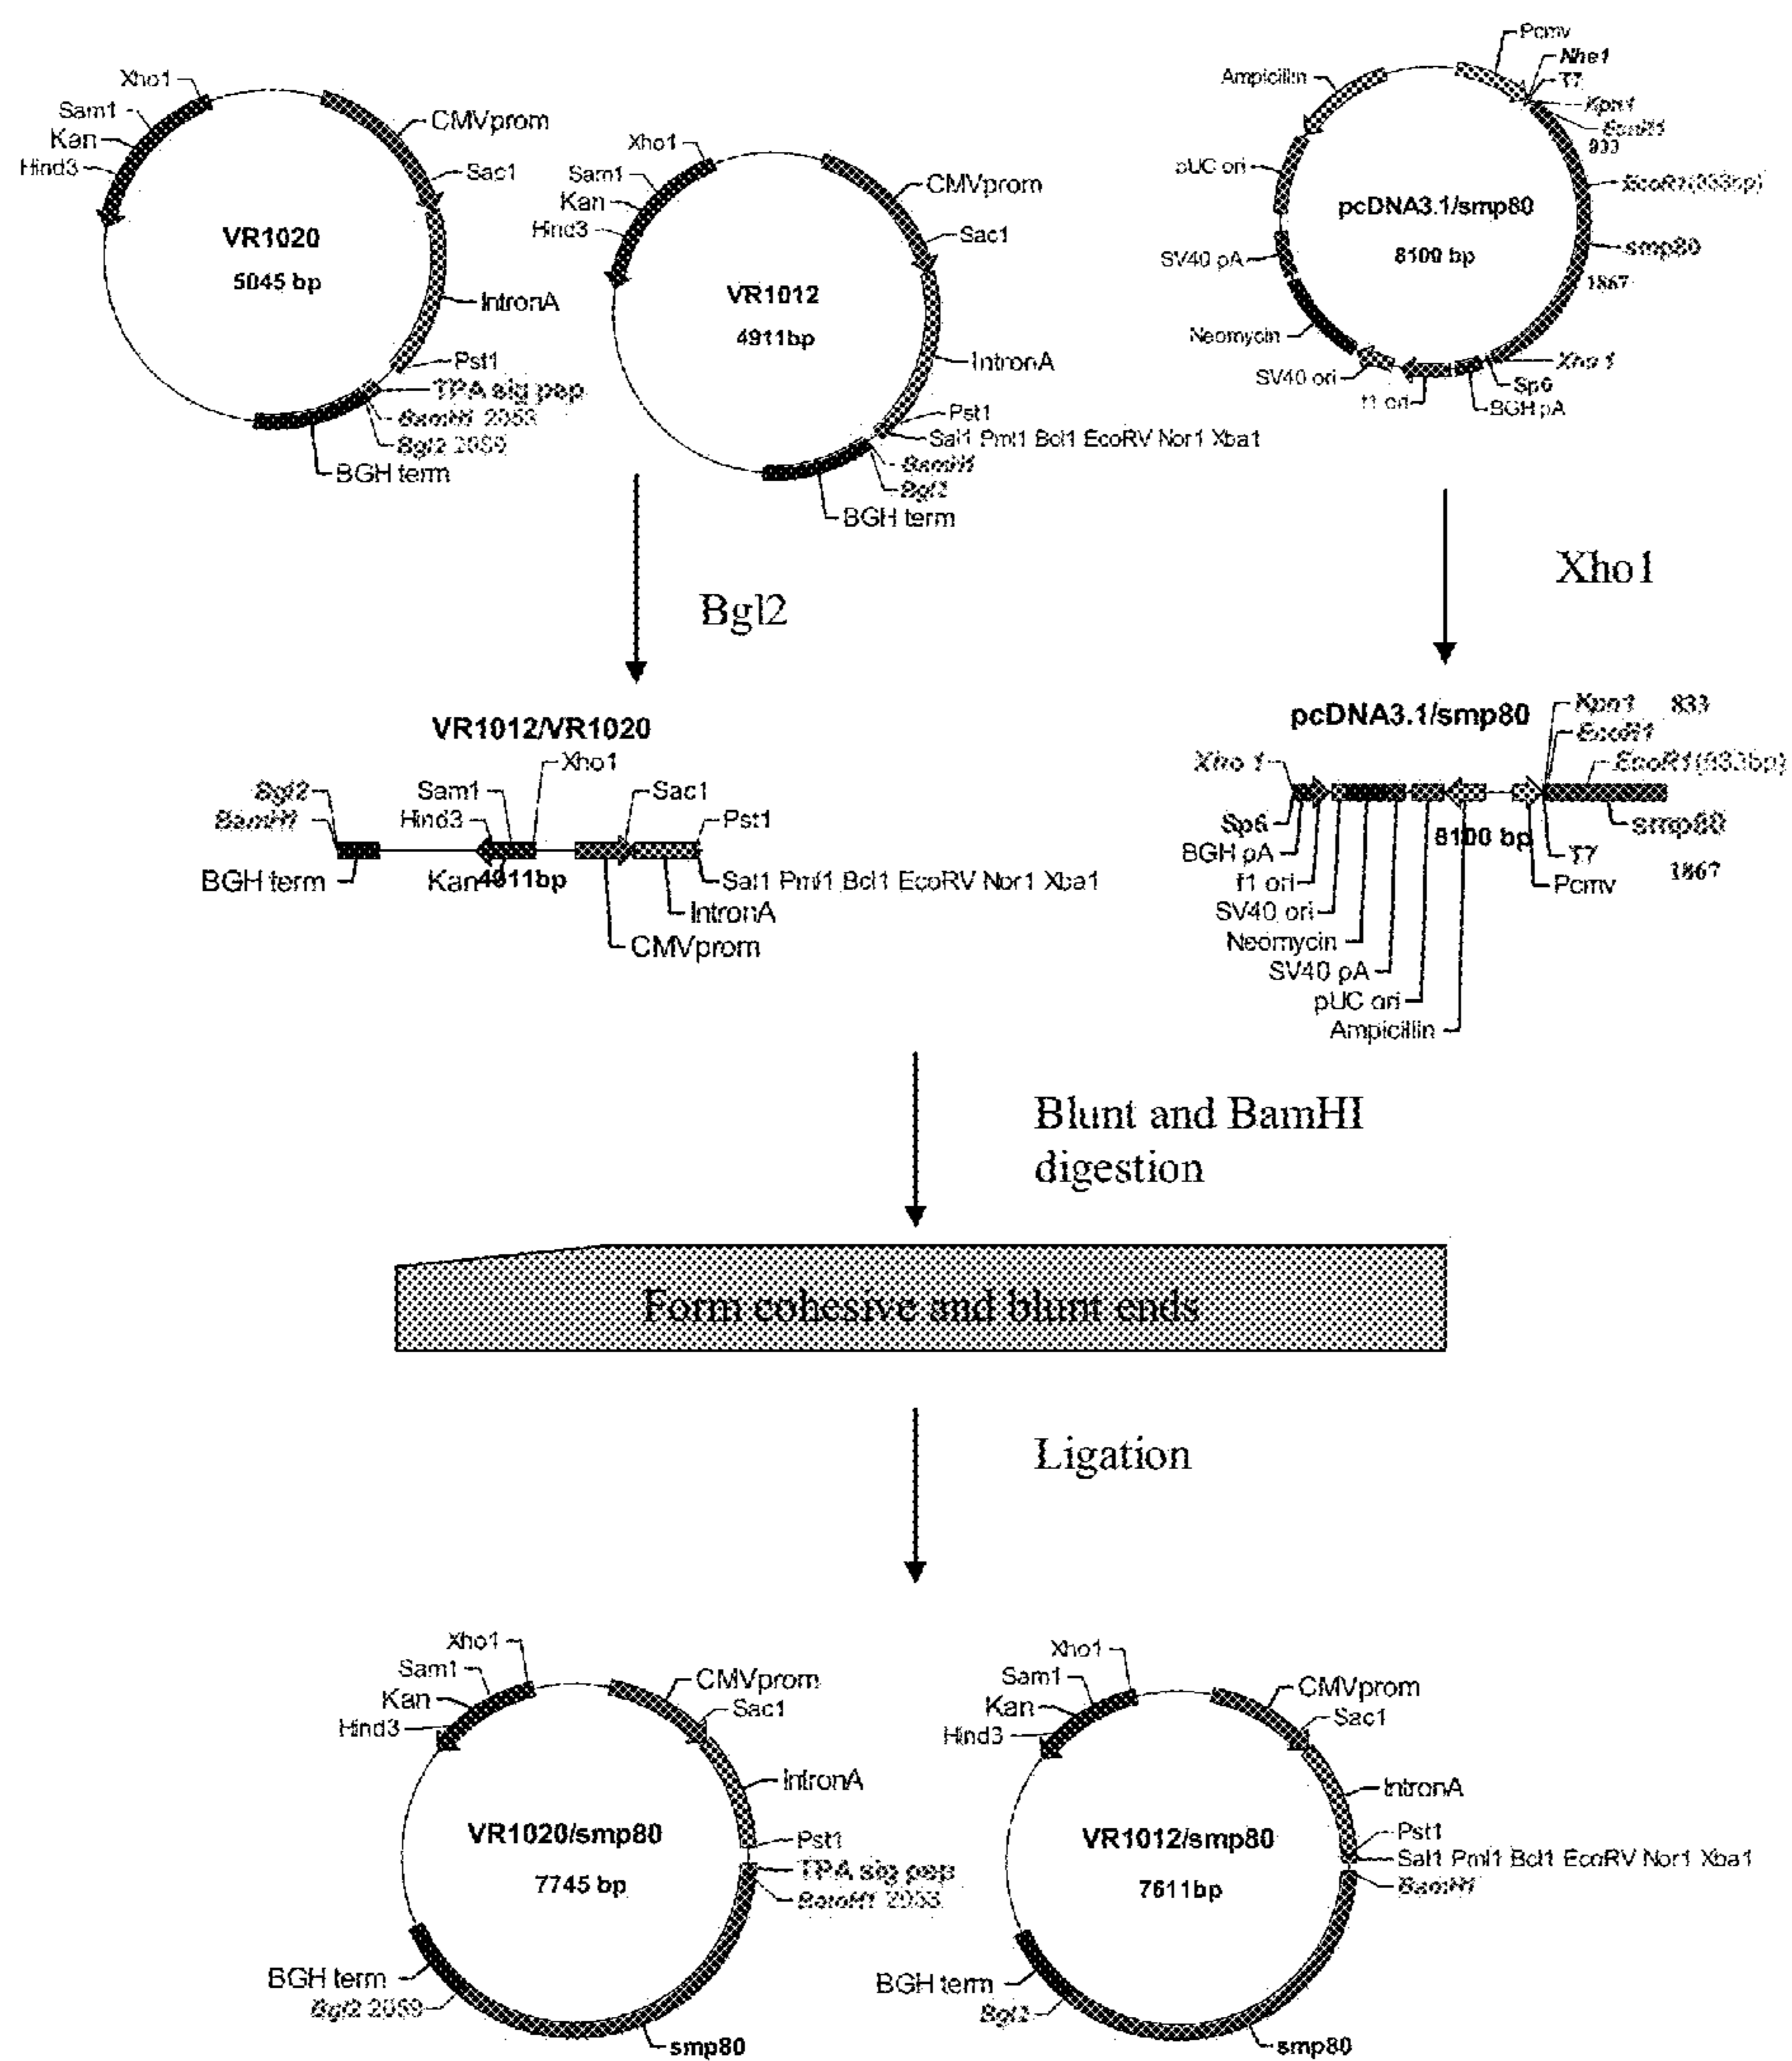 Xho1
Sam1
Kan
Hind3
CMVprom
Sac1
VR1020
5045 bp
IntronA
Pst1
TPA sig pep
BamH1 2053
Bgl2 2059
BGH term
Xho1
Sam1
Kan
Hind3
CMVprom
Sac1
VR1012
4911bp
IntronA
Pst1
Sal1 Pml1 Bcl1 EcoRV Nor1 Xba1
BamH1
Bgl2
BGH term
Pcmv
Nhe1
T7
Kpn1
EcoR1
833
Ampicillin
pUC ori
EcoR1(833bp)
pcDNA3.1/smp80
8100 bp
smp80
SV40 pA
1867
Neomycin
Xho 1
SV40 ori
Sp6
f1 ori
BGH pA
Bgl2
Xho1
VR1012/VR1020
Xho1
Bgl2
Sam1
Sac1
BamH1
Hind3
Pst1
BGH term
Kan
4911bp
Sal1 Pml1 Bcl1 EcoRV Nor1 Xba1
IntronA
CMVprom
pcDNA3.1/smp80
Kpn1 833
EcoR1
Xho 1
EcoR1(833bp)
Sp6
8100 bp
smp80
BGH pA
T7
1867
f1 ori
Pcmv
SV40 ori
Neomycin
SV40 pA
pUC ori
Ampicillin
Blunt and BamHI
digestion
Form cohesive and blunt ends
Ligation
Xho1
Sam1
Kan
Hind3
CMVprom
Sac1
IntronA
VR1020/smp80
7745 bp
Pst1
TPA sig pep
BamH1 2053
BGH term
Bgl2 2059
smp80
Xho1
Sam1
Kan
Hind3
CMVprom
Sac1
IntronA
VR1012/smp80
7611bp
Pst1
Sal1 Pml1 Bcl1 EcoRV Nor1 Xba1
BamH1
BGH term
Bgl2
smp80